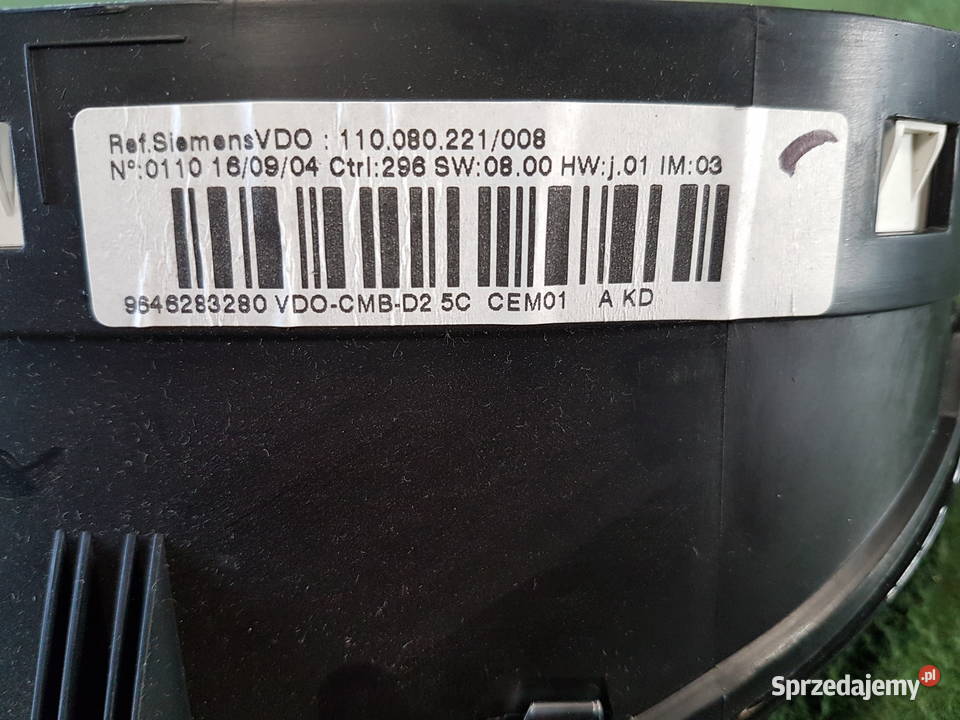 Ref.SiemensVDO : 110.080.221/008
Nº:0110 16/09/04 Ctrl:296 SW:08.00 HW:j.01 IM:03
9646283280 VDO-CMB-D2 5C CEM01 A KD
Sprzedajemy.pl